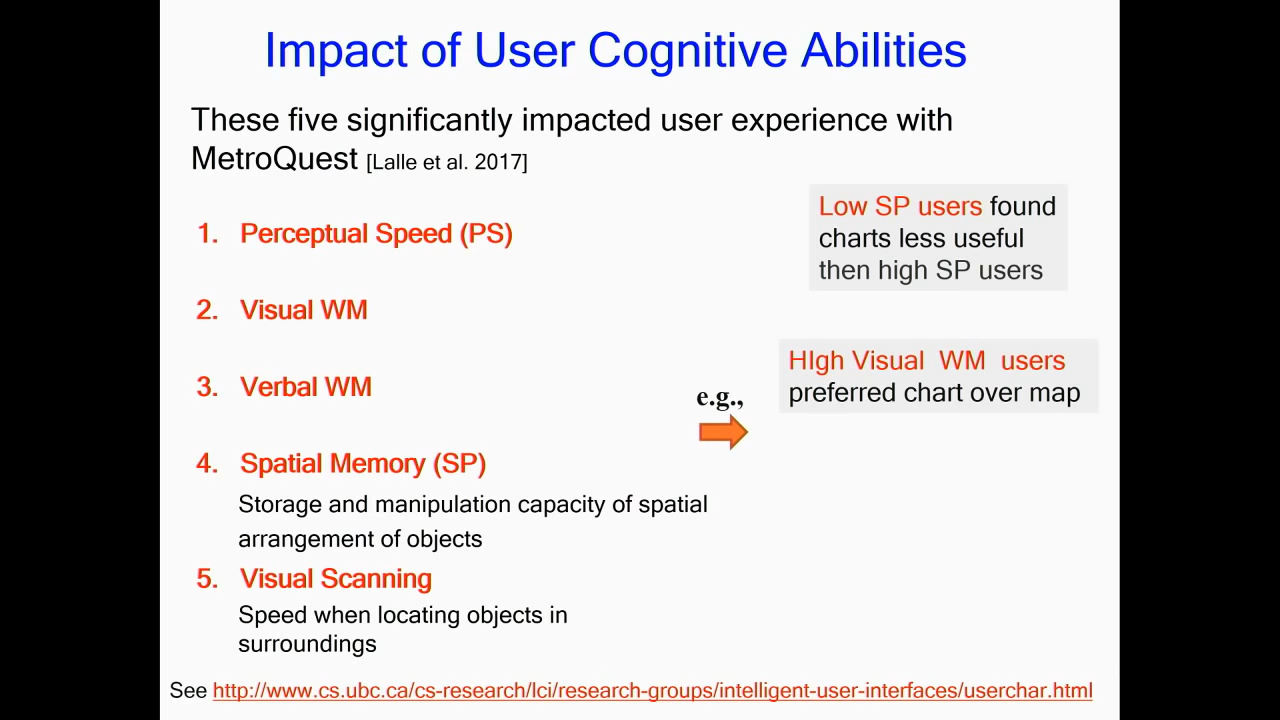 Impact of User Cognitive Abilities
These five significantly impacted user experience with
MetroQuest [Lalle et al. 2017]
1. Perceptual Speed (PS)
2. Visual WM
3. Verbal WM
4. Spatial Memory (SP)
Storage and manipulation capacity of spatial
arrangement of objects
5. Visual Scanning
Speed when locating objects in
surroundings
e.g.,
Low SP users found
charts less useful
then high SP users
HIgh Visual WM users
preferred chart over map
See http://www.cs.ubc.ca/cs-research/lci/research-groups/intelligent-user-interfaces/userchar.html